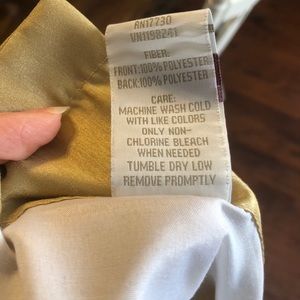 RN17730
VN1198241
FIBER:
FRONT:100% POLYESTER
BACK:100% POLYESTER
CARE:
MACHINE WASH COLD
WITH LIKE COLORS
ONLY NON-
CHLORINE BLEACH
WHEN NEEDED
TUMBLE DRY LOW
REMOVE PROMPTLY